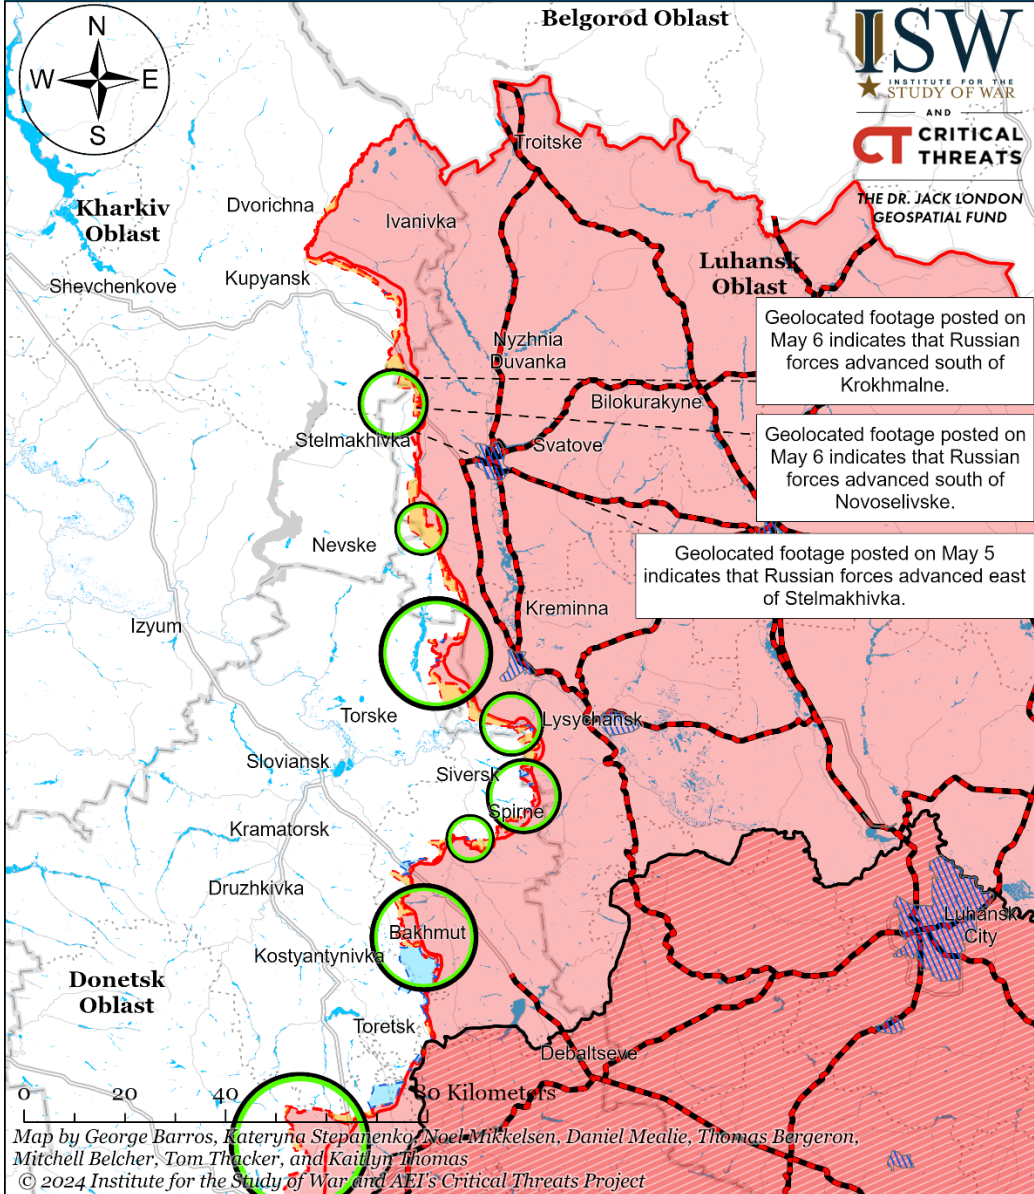 Belgorod Oblast
N
W
E
S
ISW
INSTITUTE FOR THE
STUDY OF WAR
AND
CT CRITICAL
THREATS
THE DR. JACK LONDON
GEOSPATIAL FUND
Troitske
Dvorichna
Kharkiv
Oblast
Ivanivka
Shevchenkove
Kupyansk
Luhansk
Oblast
Geolocated footage posted on
May 6 indicates that Russian
forces advanced south of
Krokhmalne.
Nyzhnia
Duvanka
Bilokurakyne
Stelmakhivka
Svatove
Geolocated footage posted on
May 6 indicates that Russian
forces advanced south of
Novoselivske.
Nevske
Geolocated footage posted on May 5
indicates that Russian forces advanced east
of Stelmakhivka.
Kreminna
Izyum
Torske
Lysychansk
Sloviansk
Siversk
Spirne
Kramatorsk
Druzhkivka
Luhansk
City
Bakhmut
Kostyantynivka
Donetsk
Oblast
Toretsk
Debaltseve
0 20 40 80 Kilometers
Map by George Barros, Kateryna Stepanenko, Noel Mikkelsen, Daniel Mealie, Thomas Bergeron,
Mitchell Belcher, Tom Thacker, and Kaitlyn Thomas
© 2024 Institute for the Study of War and AEI's Critical Threats Project